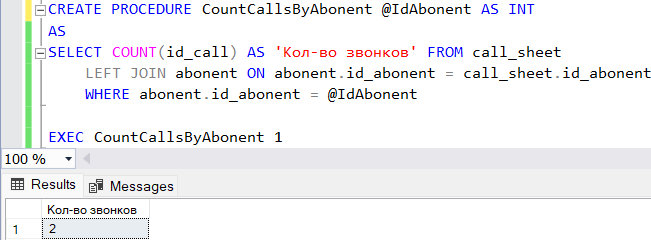 CREATE PROCEDURE CountCallsByAbonent @IdAbonent AS INT
AS
SELECT COUNT(id_call) AS 'Кол-во звонков' FROM call_sheet
LEFT JOIN abonent ON abonent.id_abonent = call_sheet.id_abonent
WHERE abonent.id_abonent = @IdAbonent
EXEC CountCallsByAbonent 1
100 %
Results Messages
Кол-во звонков
1 2